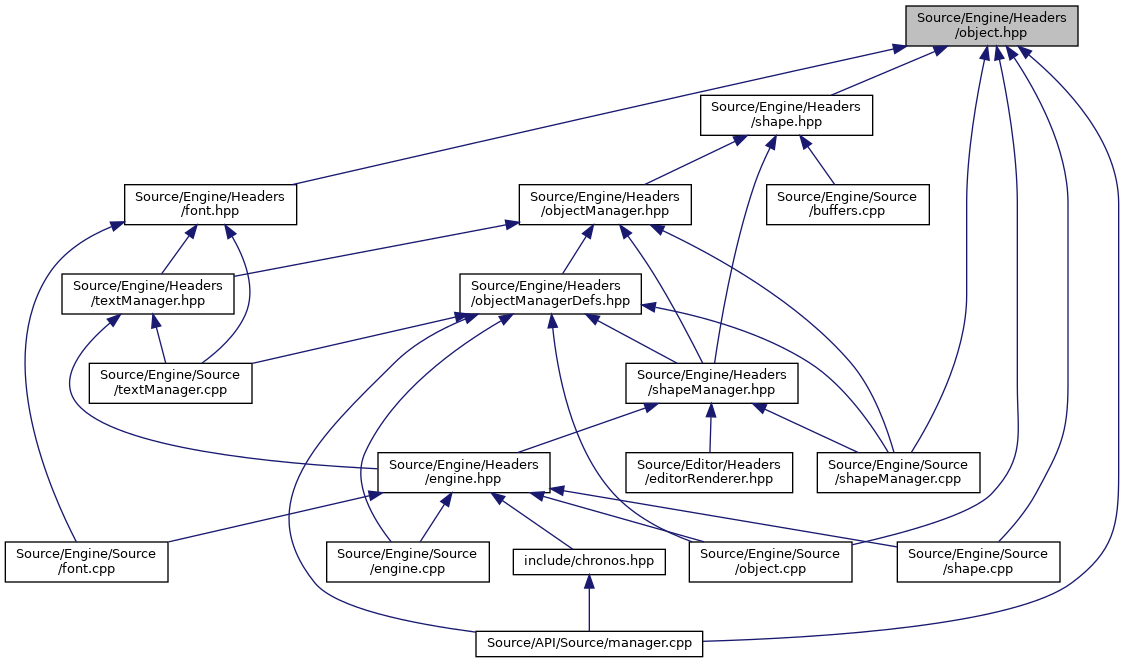 Source/Engine/Headers
/object.hpp
Source/Engine/Headers
/shape.hpp
Source/Engine/Headers
/font.hpp
Source/Engine/Headers
/objectManager.hpp
Source/Engine/Source
/buffers.cpp
Source/Engine/Headers
/textManager.hpp
Source/Engine/Headers
/objectManagerDefs.hpp
Source/Engine/Source
/textManager.cpp
Source/Engine/Headers
/shapeManager.hpp
Source/Engine/Headers
/engine.hpp
Source/Editor/Headers
/editorRenderer.hpp
Source/Engine/Source
/shapeManager.cpp
Source/Engine/Source
/font.cpp
Source/Engine/Source
/engine.cpp
include/chronos.hpp
Source/Engine/Source
/object.cpp
Source/Engine/Source
/shape.cpp
Source/API/Source/manager.cpp